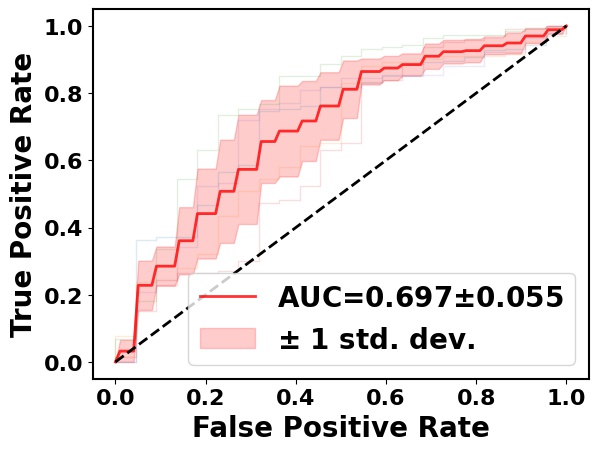 1.0
0.8
0.6
0.4
0.2
0.0
True Positive Rate
AUC=0.697±0.055
± 1 std. dev.
0.0 0.2 0.4 0.6 0.8 1.0
False Positive Rate